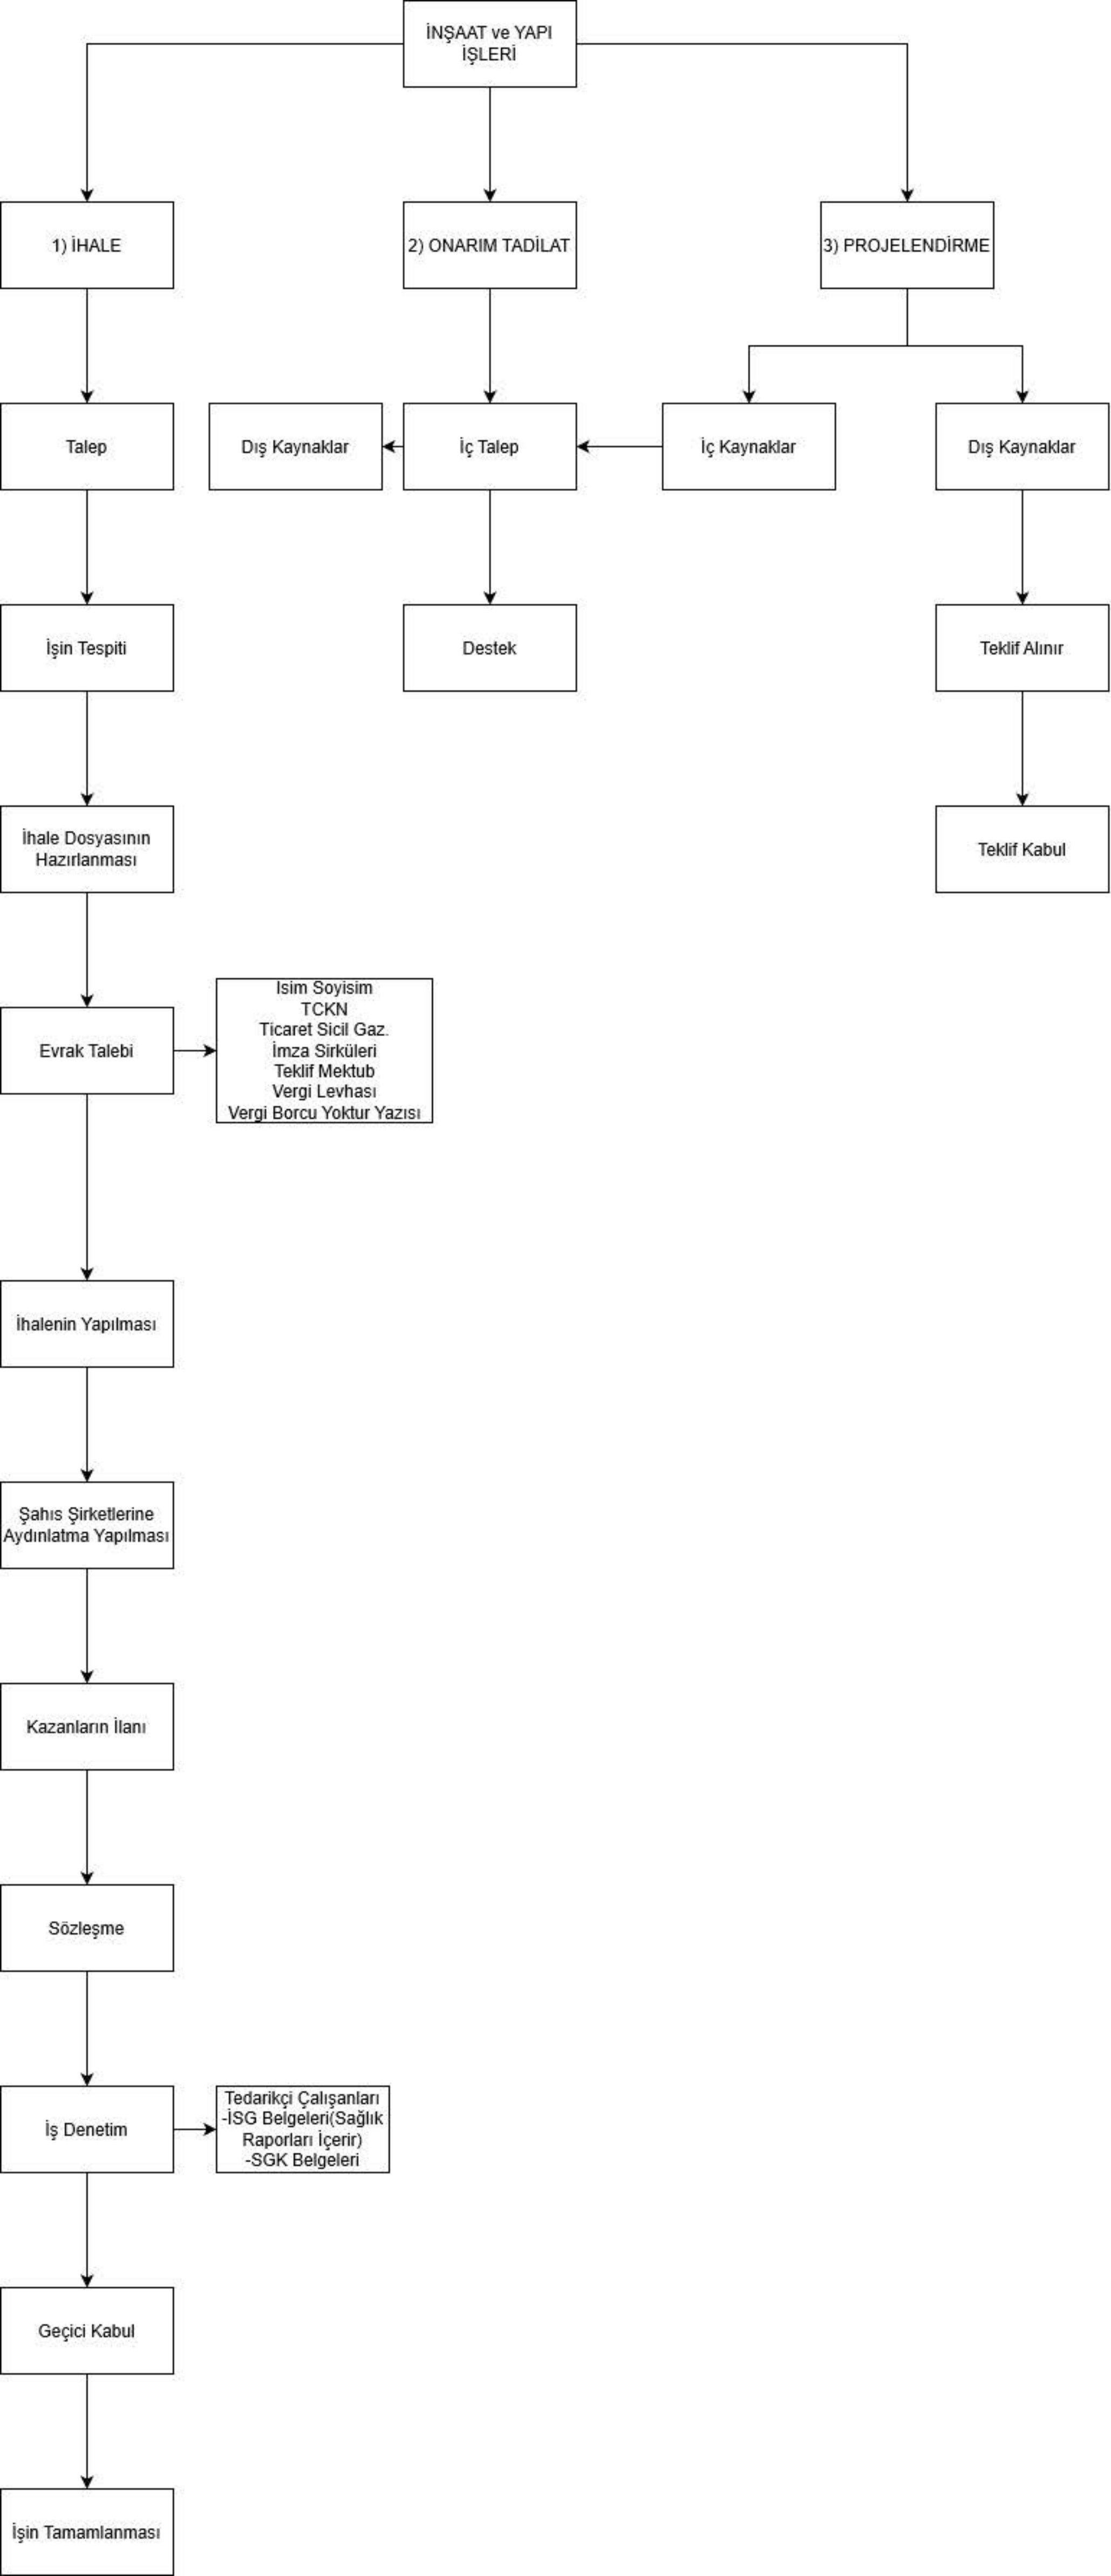 İNŞAAT ve YAPI
İŞLERİ
1) İHALE
2) ONARIM TADİLAT
3) PROJELENDİRME
Talep
Dış Kaynaklar
İç Talep
İç Kaynaklar
Dış Kaynaklar
İşin Tespiti
Destek
Teklif Alınır
İhale Dosyasının
Hazırlanması
Teklif Kabul
Evrak Talebi
İsim Soyisim
TCKN
Ticaret Sicil Gaz.
İmza Sirküleri
Teklif Mektub
Vergi Levhası
Vergi Borcu Yoktur Yazısı
İhalenin Yapılması
Şahıs Şirketlerine
Aydınlatma Yapılması
Kazanların İlanı
Sözleşme
İş Denetim
Tedarikçi Çalışanları
-İSG Belgeleri(Sağlık
Raporları İçerir)
-SGK Belgeleri
Geçici Kabul
İşin Tamamlanması